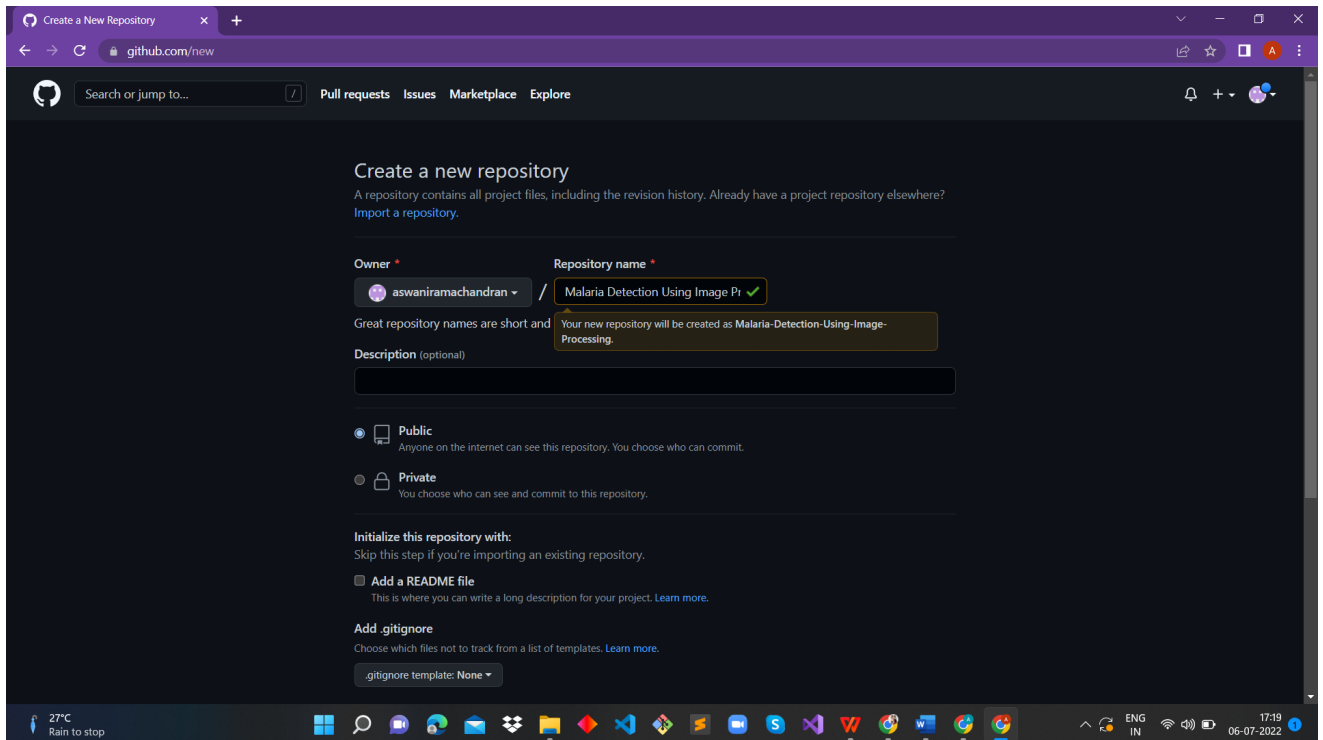 Create a New Repository
github.com/new
A
Search or jump to...
/
Pull requests Issues Marketplace Explore
Create a new repository
A repository contains all project files, including the revision history. Already have a project repository elsewhere?
Import a repository.
Owner * Repository name *
aswaniramachandran / Malaria Detection Using Image Pr
Great repository names are short and
Your new repository will be created as Malaria-Detection-Using-Image-
Processing.
Description (optional)
Public
Anyone on the internet can see this repository. You choose who can commit.
Private
You choose who can see and commit to this repository.
Initialize this repository with:
Skip this step if you're importing an existing repository.
Add a README file
This is where you can write a long description for your project. Learn more.
Add .gitignore
Choose which files not to track from a list of templates. Learn more.
.gitignore template: None
27°C
Rain to stop
ENG
IN
17:19
06-07-2022
1